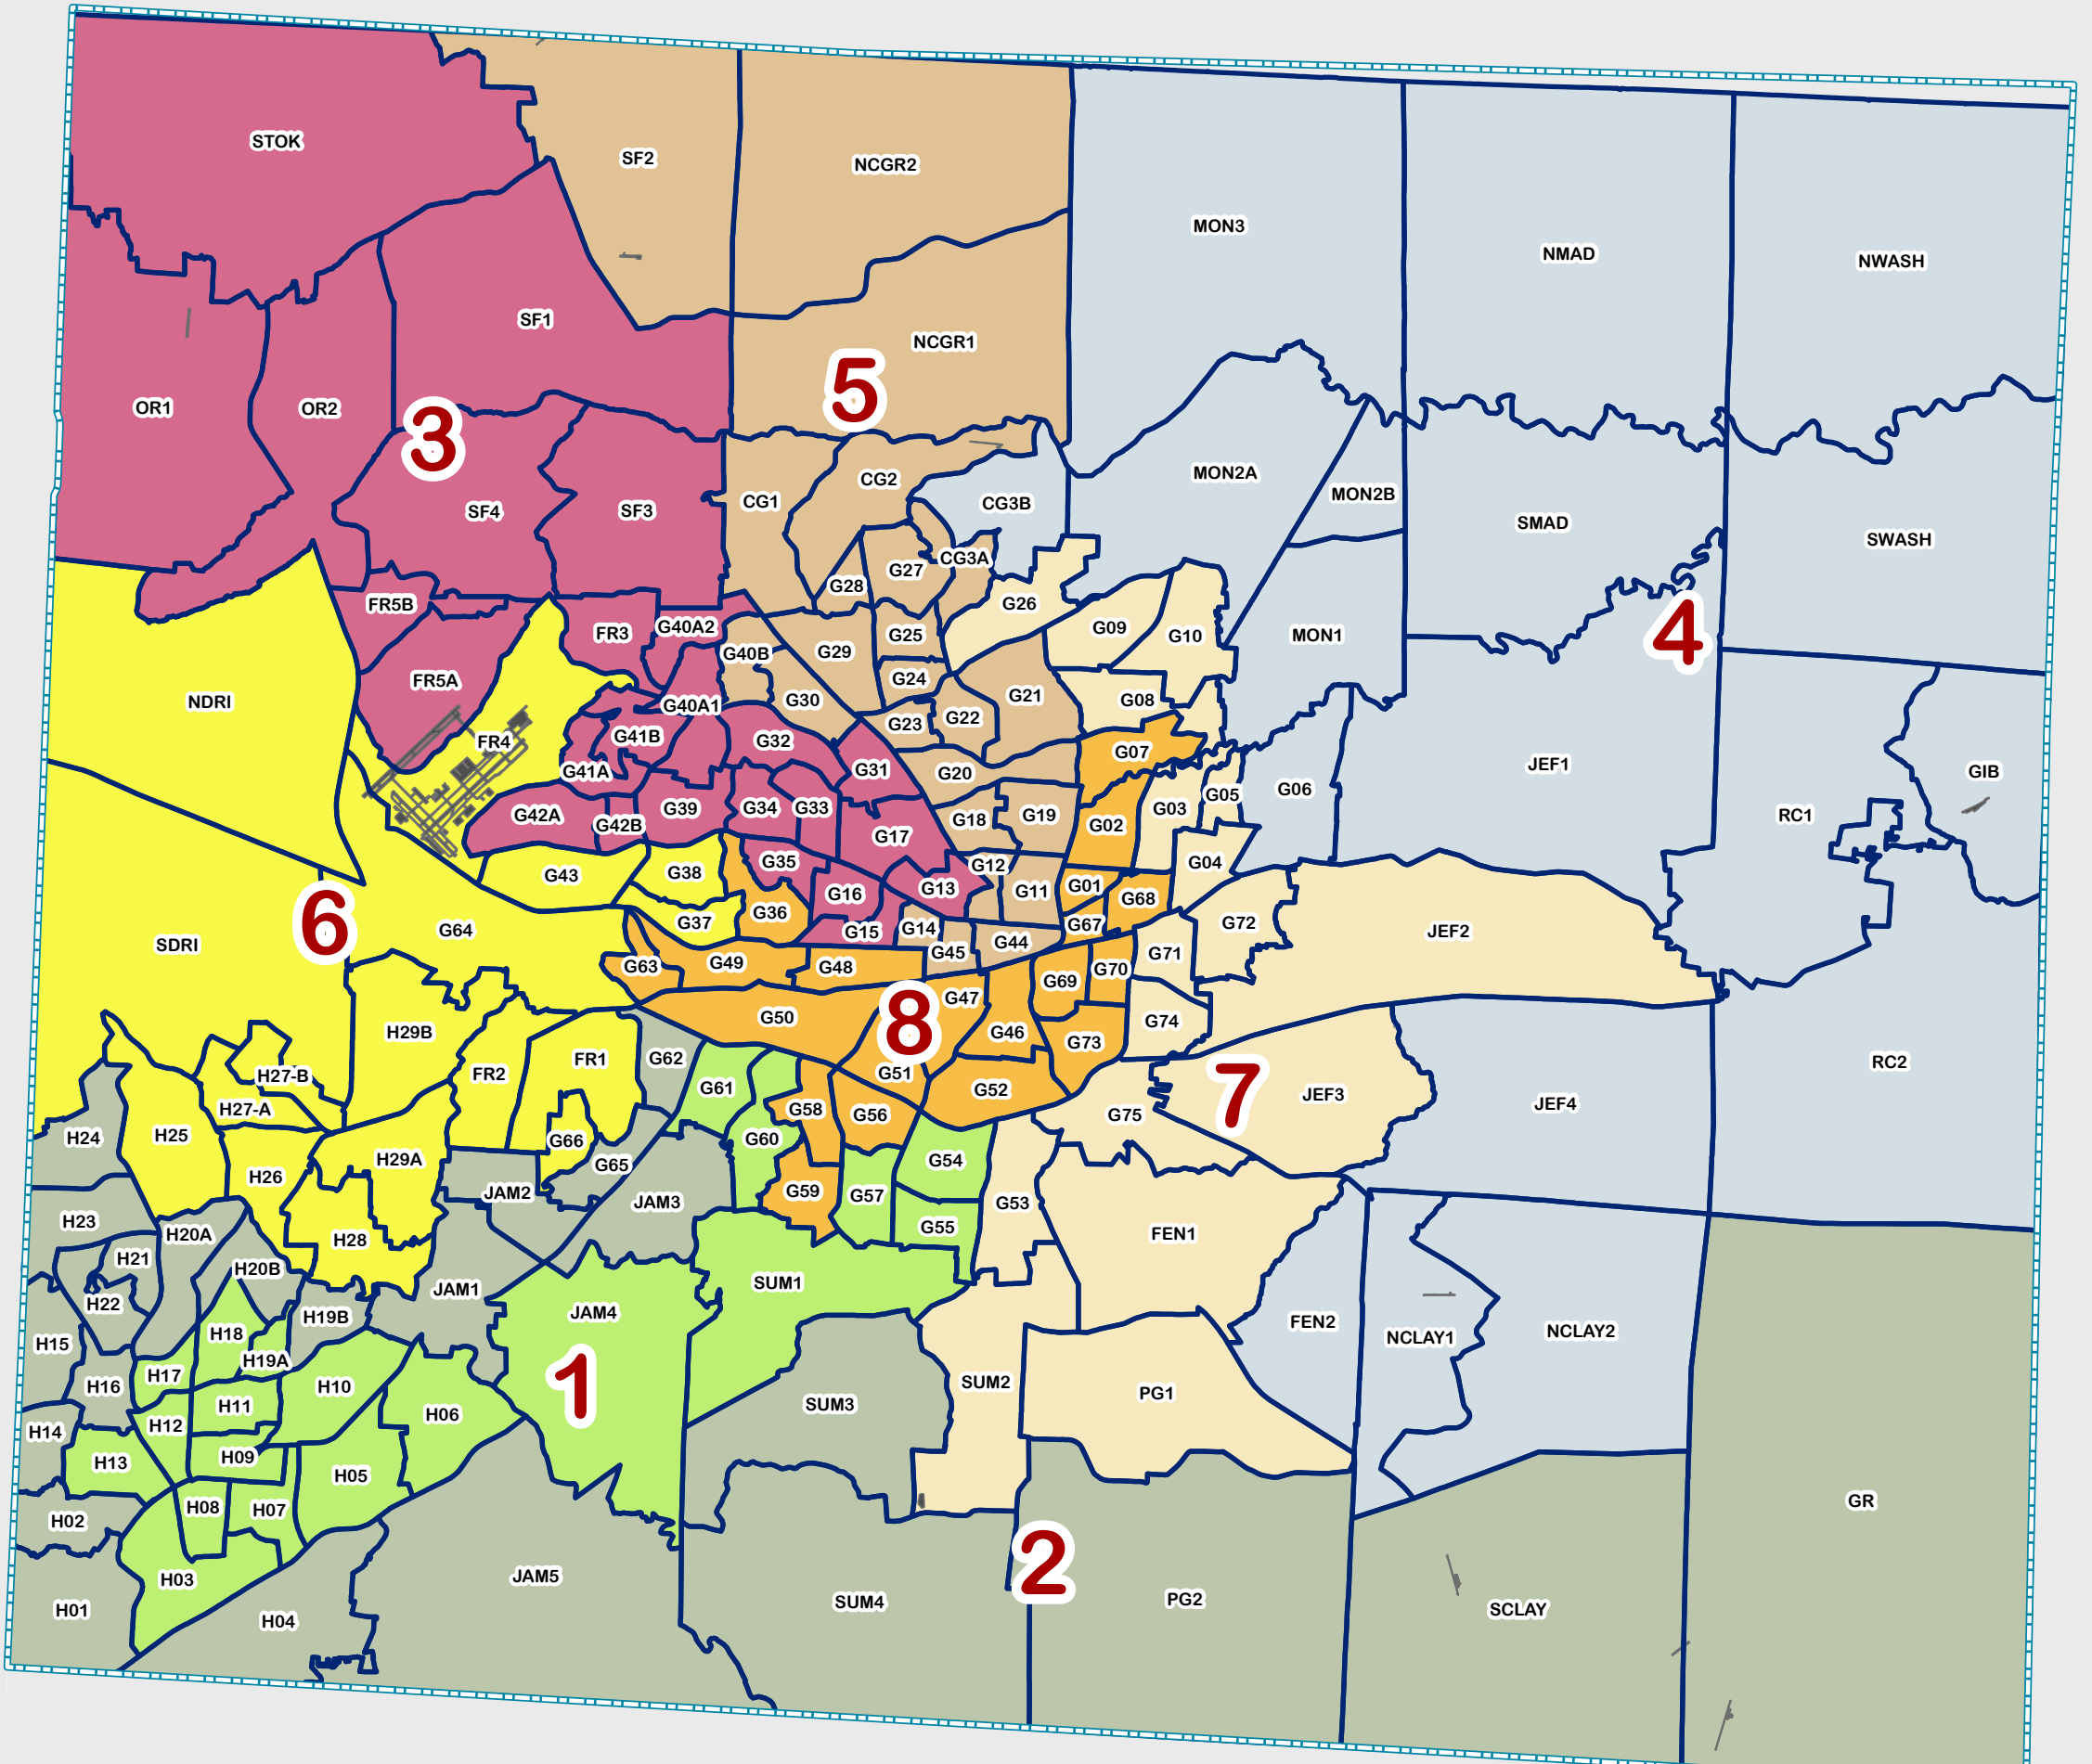 STOK
SF2
NCGR2
MON3
NMAD
NWASH
SF1
NCGR1
OR1
OR2
3
5
MON2A
CG2
CG1
CG3B
MON2B
SF4
SF3
SMAD
SWASH
CG3A
G27
G28
FR5B
G26
FR3
G40A2
G25
G09
G10
MON1
4
G40B
G29
FR5A
G24
G21
NDRI
G40A1
G30
G08
G23
G22
FR4
G41B
G32
G07
G41A
G31
G20
JEF1
GIB
G05
G06
G42A
G42B
G39
G34
G33
G03
G18
G19
G02
RC1
G17
G43
G38
G35
G12
G04
G16
G13
G11
G01
G68
6
G37
G36
G15
G14
G67
G72
G64
JEF2
SDRI
G63
G49
G48
G45
G44
G71
G69
G70
8
G47
G50
G46
G74
H29B
G73
FR1
G62
RC2
FR2
H27-B
G61
G51
G52
7
JEF3
JEF4
H27-A
G58
G56
G75
H24
H25
G66
G60
H29A
G65
G54
H26
JAM2
JAM3
G59
G57
G53
H23
H20A
G55
FEN1
H28
H21
H20B
SUM1
JAM1
H22
H19B
JAM4
FEN2
H15
H18
NCLAY1
NCLAY2
H19A
H17
H16
H10
1
SUM2
PG1
H11
H06
SUM3
H14
H12
H13
H09
H05
H02
H08
H07
GR
2
H03
JAM5
SUM4
PG2
H01
H04
SCLAY